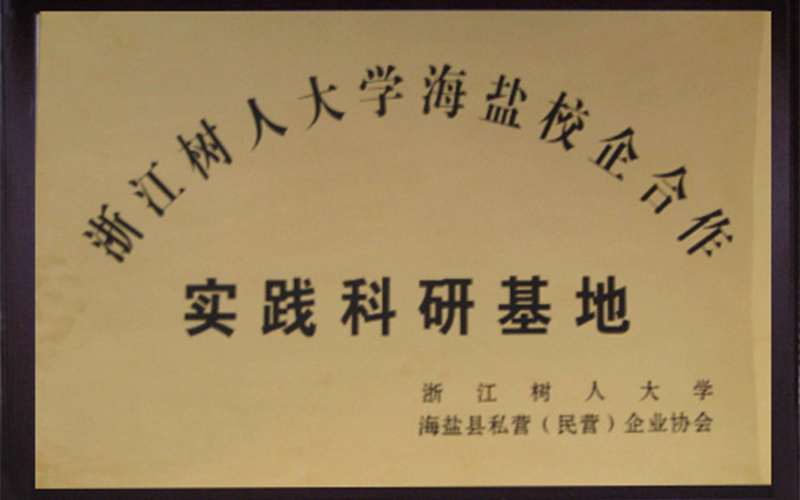 浙江树人大学海盐校企合作
实践科研基地
浙江树人大学
海盐县私营（民营）企业协会